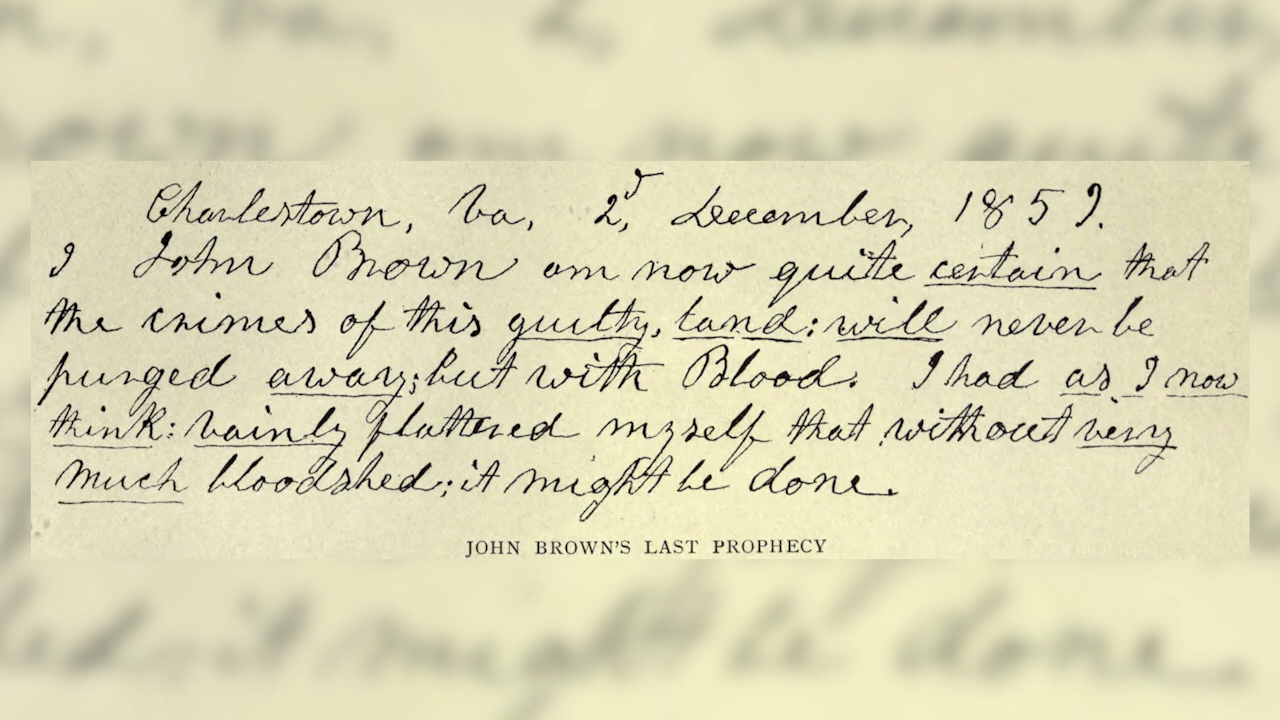 Charlestown, Va, 2d, December, 1859.
I John Brown am now quite certain that
the crimes of this guilty, land: will never be
purged away; but with Blood. I had as I now
think: vainly flattered myself that without very
much bloodshed; it might be done.
JOHN BROWN'S LAST PROPHECY